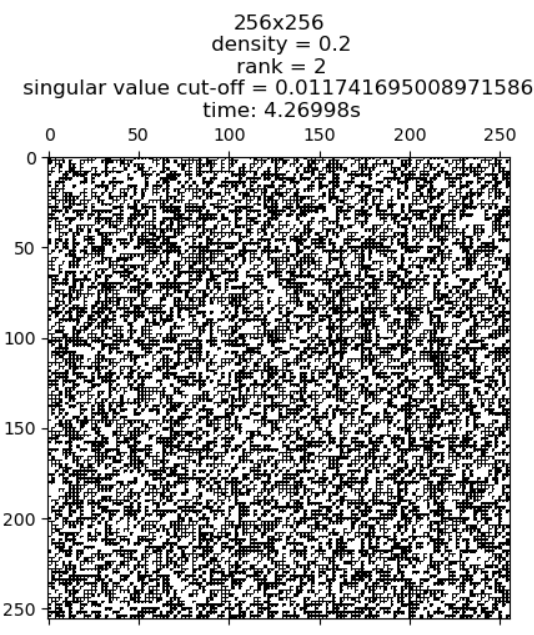 256x256
density = 0.2
rank = 2
singular value cut-off = 0.011741695008971586
time: 4.26998s
0 50 100 150 200 250
0
50
100
150
200
250